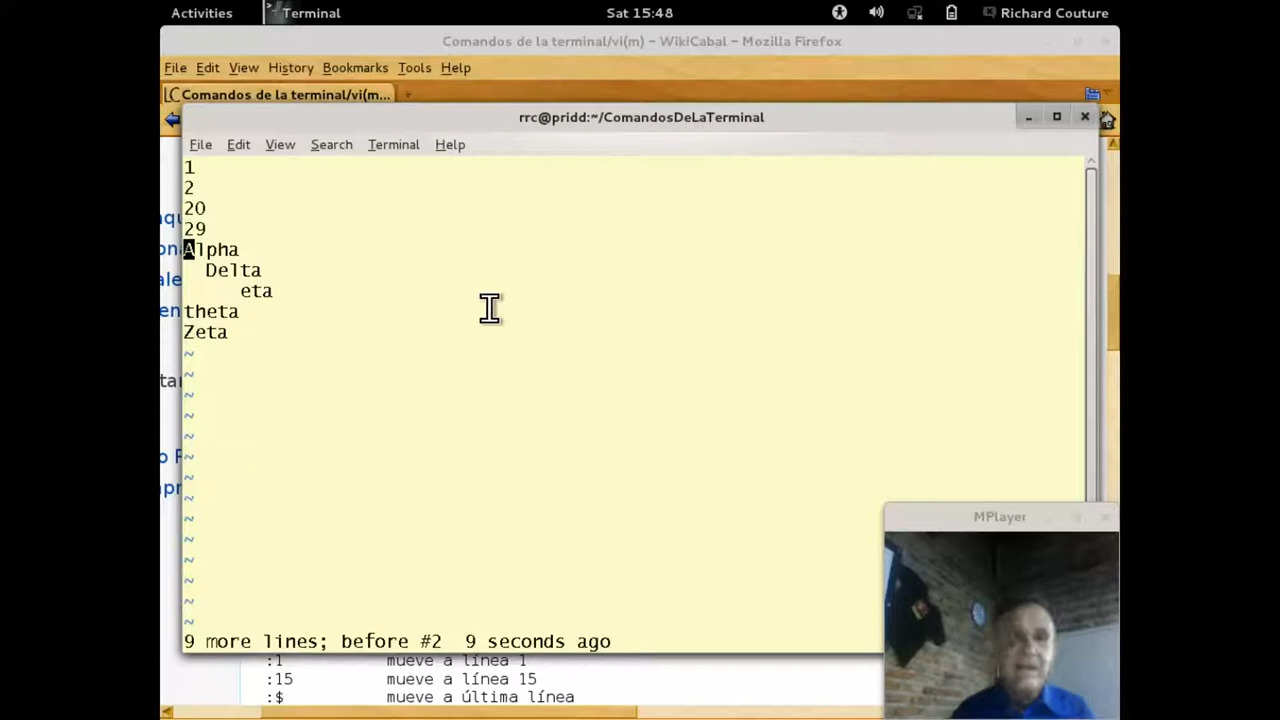 Activities Terminal Sat 15:48 Richard Couture
Comandos de la terminal/vi(m) – WikiCabal – Mozilla Firefox
File Edit View History Bookmarks Tools Help
Comandos de la terminal/vi(m...
rrc@pridd:~/ComandosDeLaTerminal
File Edit View Search Terminal Help
1
2
20
29
Alpha
Delta
eta
theta
Zeta
~
~
~
~
~
~
~
~
~
~
~
~
~
~
9 more lines; before #2 9 seconds ago
MPlayer
:1 mueve a línea 1
:15 mueve a línea 15
:$ mueve a última línea